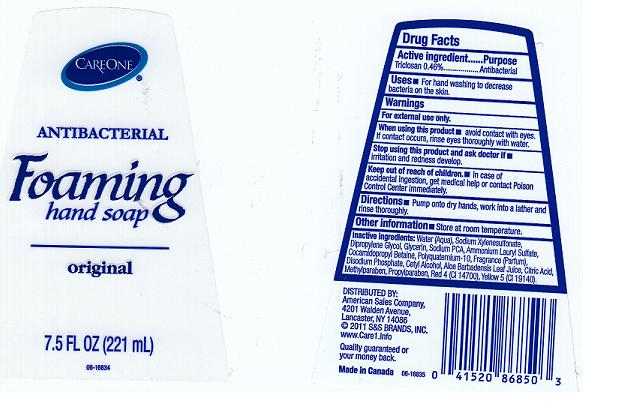 CAREONE ®
ANTIBACTERIAL
Foaming
hand soap
original
7.5 FL OZ (221 mL)
06-16834
Drug Facts
Active ingredient......Purpose
Triclosan 0.46%..................Antibacterial
Uses ■ For hand washing to decrease
bacteria on the skin.
Warnings
For external use only.
When using this product ■ avoid contact with eyes.
If contact occurs, rinse eyes thoroughly with water.
Stop using this product and ask doctor if ■
irritation and redness develop.
Keep out of reach of children. ■ In case of
accidental ingestion, get medical help or contact Poison
Control Center immediately.
Directions ■ Pump onto dry hands, work into a lather and
rinse thoroughly.
Other information ■ Store at room temperature.
Inactive ingredients: Water (Aqua), Sodium Xylenesulfonate,
Dipropylene Glycol, Glycerin, Sodium PCA, Ammonium Lauryl Sulfate,
Cocamidopropyl Betaine, Polyquaternium-10, Fragrance (Parfum),
Disodium Phosphate, Cetyl Alcohol, Aloe Barbadensis Leaf Juice, Citric Acid,
Methylparaben, Propylparaben, Red 4 (CI 14700), Yellow 5 (CI 19140).
DISTRIBUTED BY:
American Sales Company,
4201 Walden Avenue,
Lancaster, NY 14086
© 2011 S&S BRANDS, INC.
www.Care1.info
Quality guaranteed or
your money back.
Made in Canada 06-16835
0 41520 86850 3